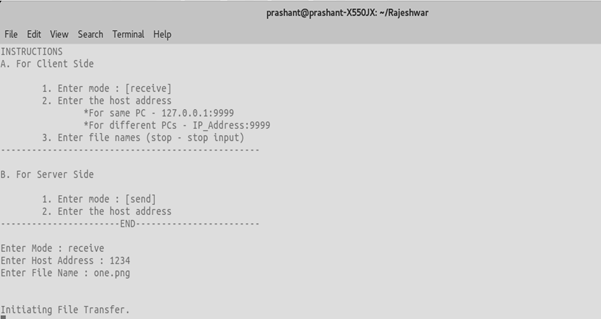 prashant@prashant-X550JX: ~/Rajeshwar
File Edit View Search Terminal Help
INSTRUCTIONS
A. For Client Side
1. Enter mode : [receive]
2. Enter the host address
*For same PC - 127.0.0.1:9999
*For different PCs - IP_Address:9999
3. Enter file names (stop - stop input)
--------------------------------------------------
B. For Server Side
1. Enter mode : [send]
2. Enter the host address
-----------------------END------------------------
Enter Mode : receive
Enter Host Address : 1234
Enter File Name : one.png
Initiating File Transfer.